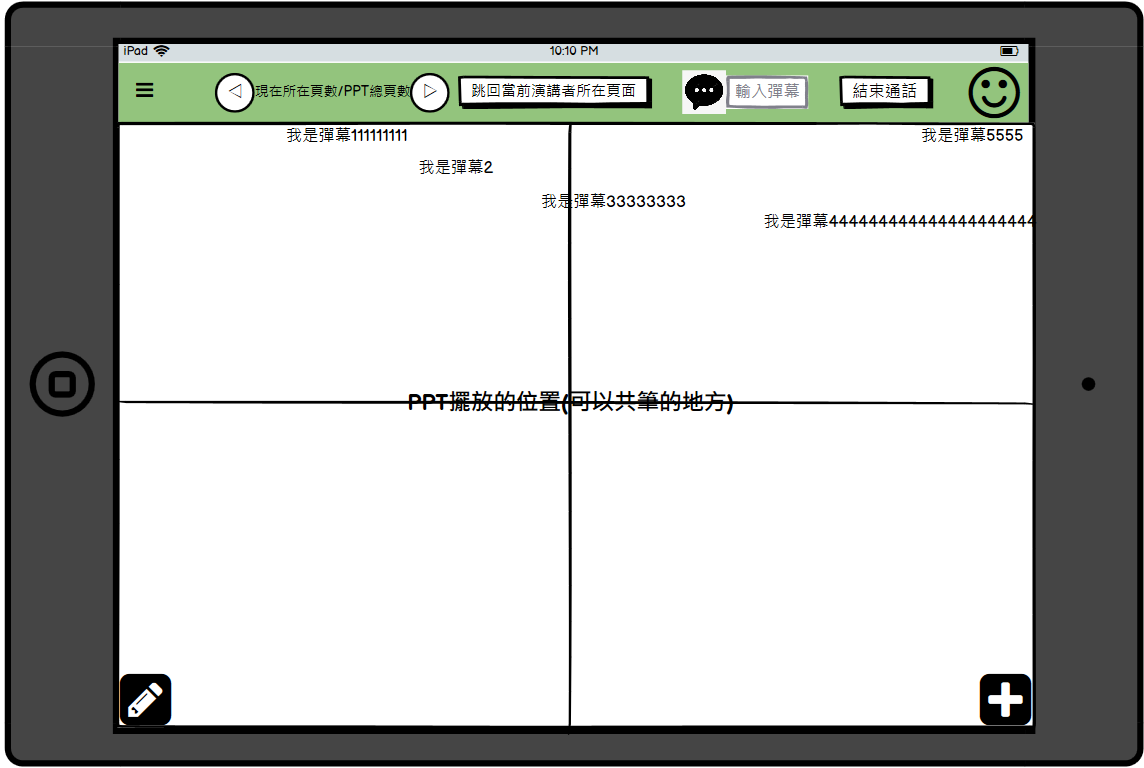 iPad 10:10 PM
現在所在頁數/PPT總頁數 跳回當前演講者所在頁面 輸入彈幕 結束通話
我是彈幕111111111 我是彈幕5555
我是彈幕2
我是彈幕33333333
我是彈幕444444444444444444444
PPT擺放的位置(可以共筆的地方)